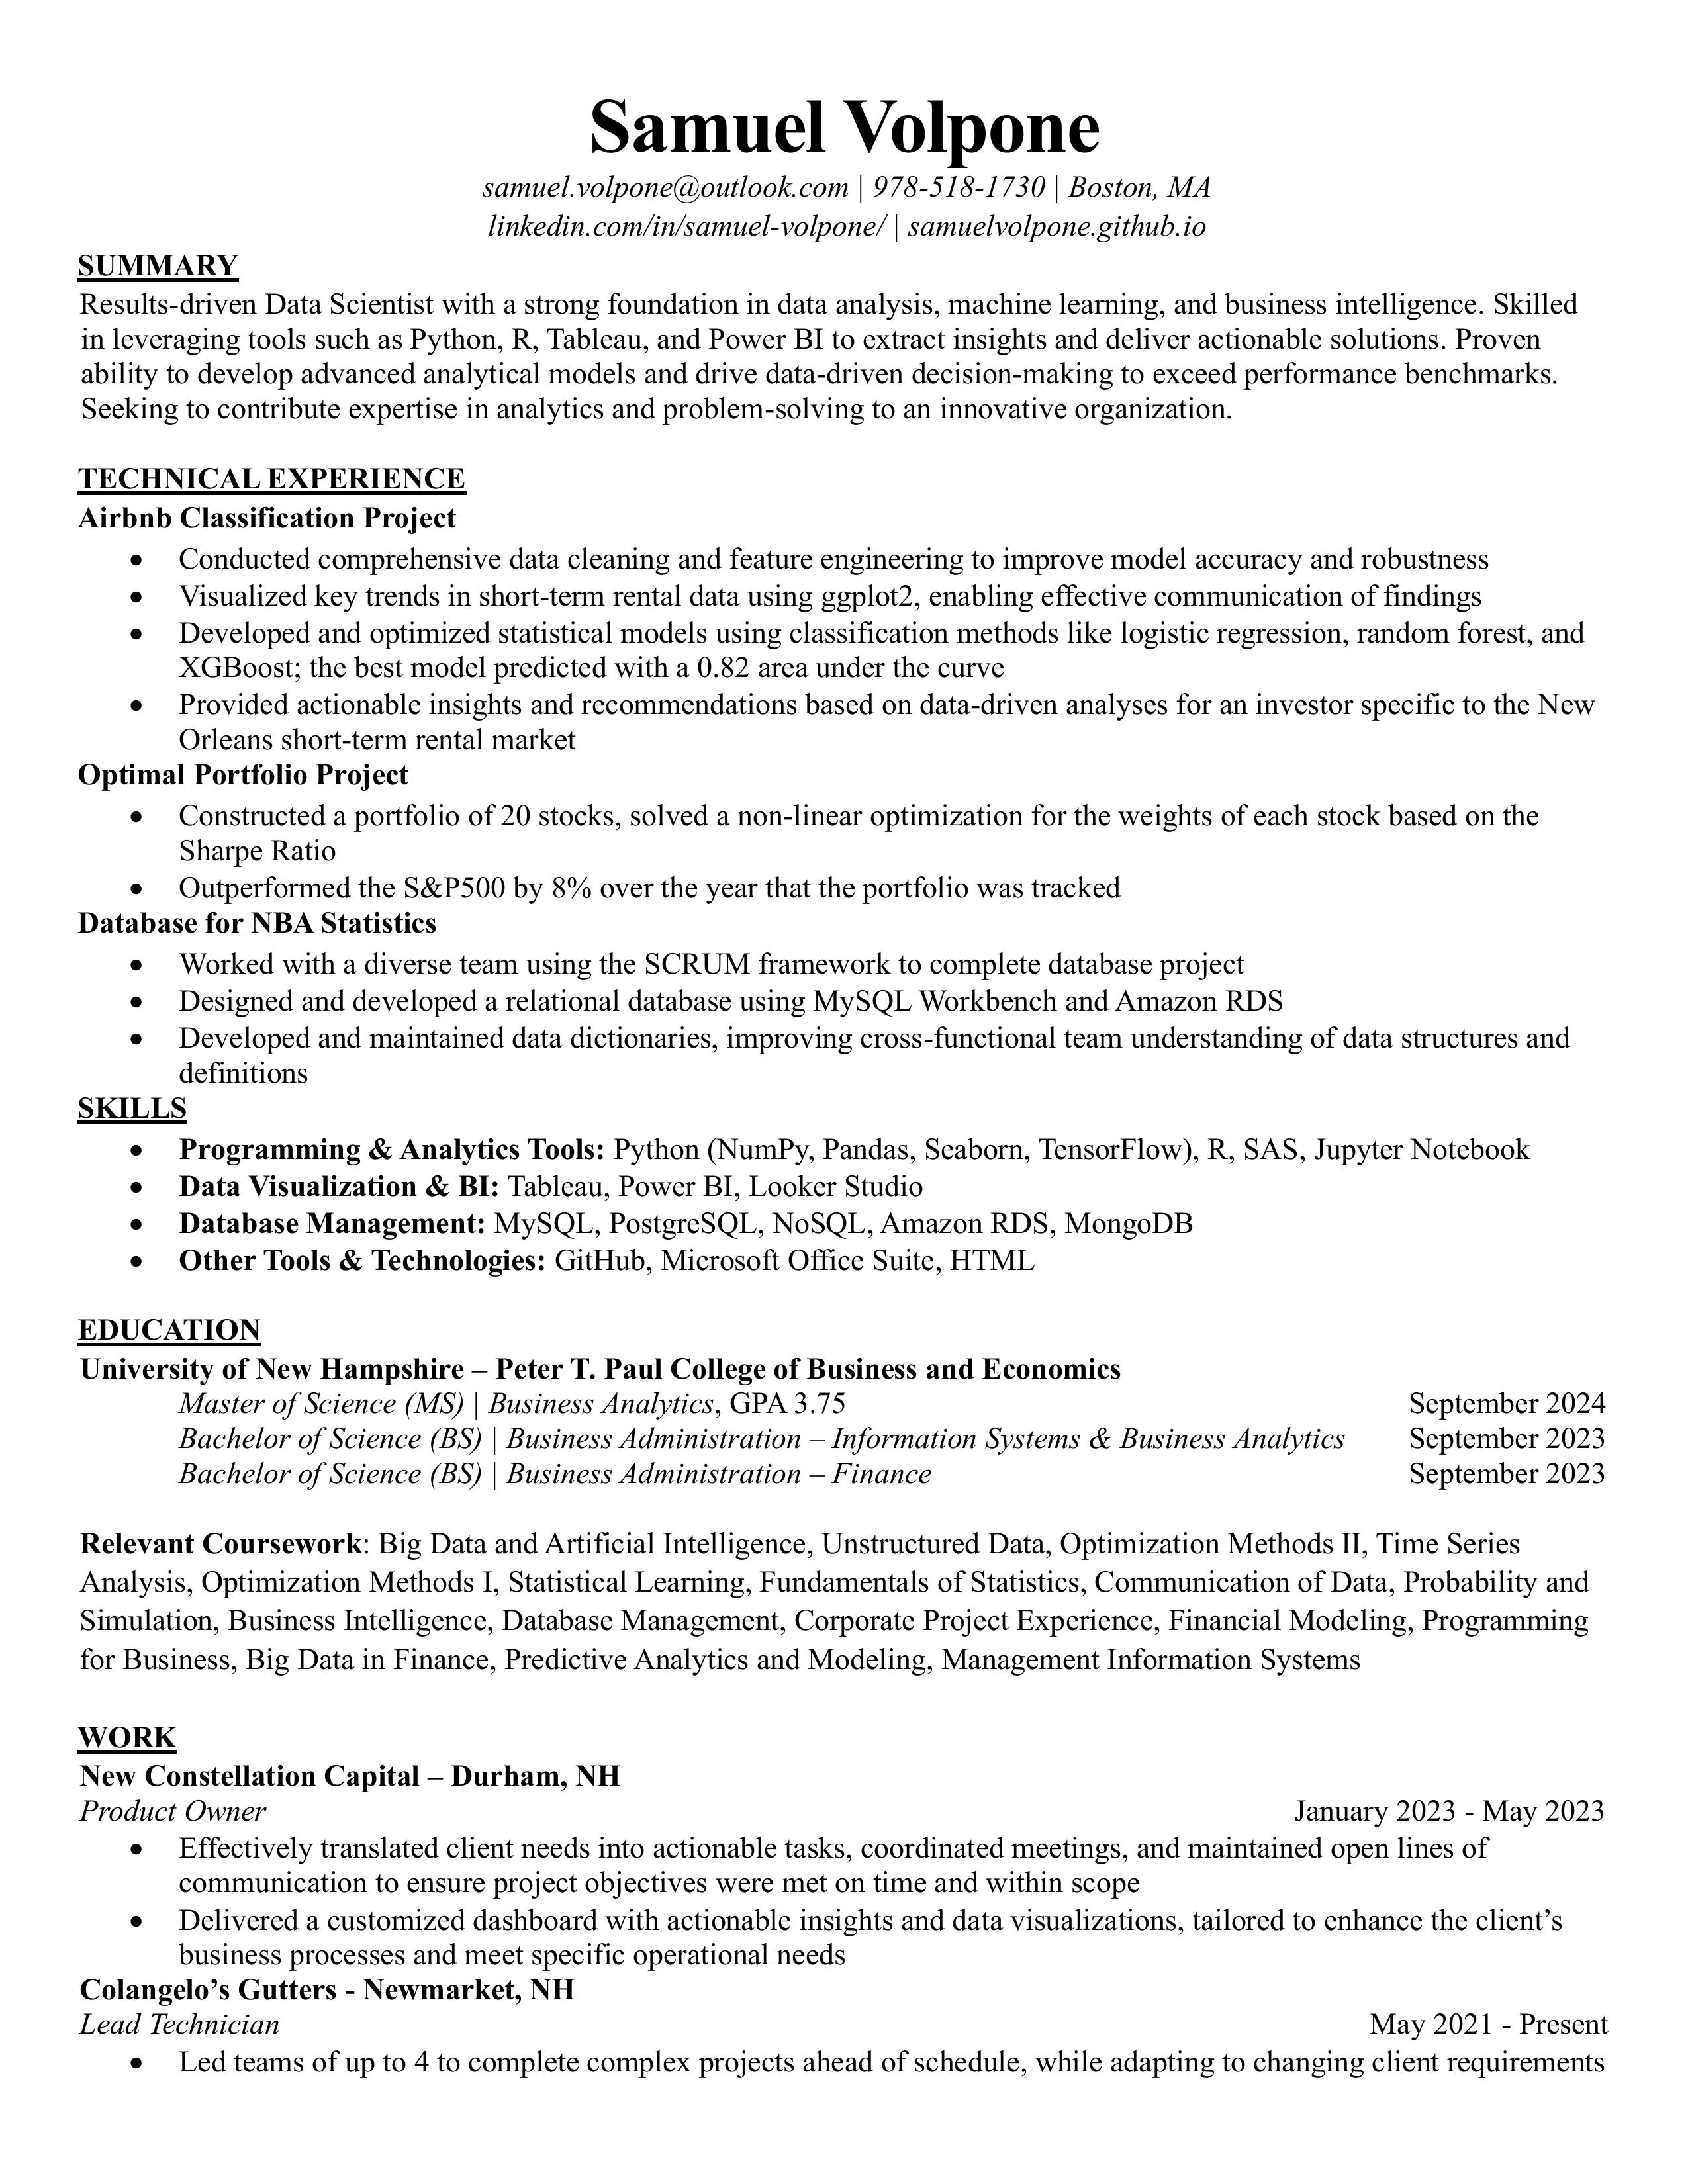 Samuel Volpone
samuel.volpone@outlook.com | 978-518-1730 | Boston, MA
linkedin.com/in/samuel-volpone/ | samuelvolpone.github.io
SUMMARY
Results-driven Data Scientist with a strong foundation in data analysis, machine learning, and business intelligence. Skilled
in leveraging tools such as Python, R, Tableau, and Power BI to extract insights and deliver actionable solutions. Proven
ability to develop advanced analytical models and drive data-driven decision-making to exceed performance benchmarks.
Seeking to contribute expertise in analytics and problem-solving to an innovative organization.
TECHNICAL EXPERIENCE
Airbnb Classification Project
• Conducted comprehensive data cleaning and feature engineering to improve model accuracy and robustness
• Visualized key trends in short-term rental data using ggplot2, enabling effective communication of findings
• Developed and optimized statistical models using classification methods like logistic regression, random forest, and
XGBoost; the best model predicted with a 0.82 area under the curve
• Provided actionable insights and recommendations based on data-driven analyses for an investor specific to the New
Orleans short-term rental market
Optimal Portfolio Project
• Constructed a portfolio of 20 stocks, solved a non-linear optimization for the weights of each stock based on the
Sharpe Ratio
• Outperformed the S&P500 by 8% over the year that the portfolio was tracked
Database for NBA Statistics
• Worked with a diverse team using the SCRUM framework to complete database project
• Designed and developed a relational database using MySQL Workbench and Amazon RDS
• Developed and maintained data dictionaries, improving cross-functional team understanding of data structures and
definitions
SKILLS
• Programming & Analytics Tools: Python (NumPy, Pandas, Seaborn, TensorFlow), R, SAS, Jupyter Notebook
• Data Visualization & BI: Tableau, Power BI, Looker Studio
• Database Management: MySQL, PostgreSQL, NoSQL, Amazon RDS, MongoDB
• Other Tools & Technologies: GitHub, Microsoft Office Suite, HTML
EDUCATION
University of New Hampshire – Peter T. Paul College of Business and Economics
Master of Science (MS) | Business Analytics, GPA 3.75 September 2024
Bachelor of Science (BS) | Business Administration – Information Systems & Business Analytics September 2023
Bachelor of Science (BS) | Business Administration – Finance September 2023
Relevant Coursework: Big Data and Artificial Intelligence, Unstructured Data, Optimization Methods II, Time Series
Analysis, Optimization Methods I, Statistical Learning, Fundamentals of Statistics, Communication of Data, Probability and
Simulation, Business Intelligence, Database Management, Corporate Project Experience, Financial Modeling, Programming
for Business, Big Data in Finance, Predictive Analytics and Modeling, Management Information Systems
WORK
New Constellation Capital – Durham, NH
Product Owner January 2023 - May 2023
• Effectively translated client needs into actionable tasks, coordinated meetings, and maintained open lines of
communication to ensure project objectives were met on time and within scope
• Delivered a customized dashboard with actionable insights and data visualizations, tailored to enhance the client’s
business processes and meet specific operational needs
Colangelo’s Gutters - Newmarket, NH
Lead Technician May 2021 - Present
• Led teams of up to 4 to complete complex projects ahead of schedule, while adapting to changing client requirements